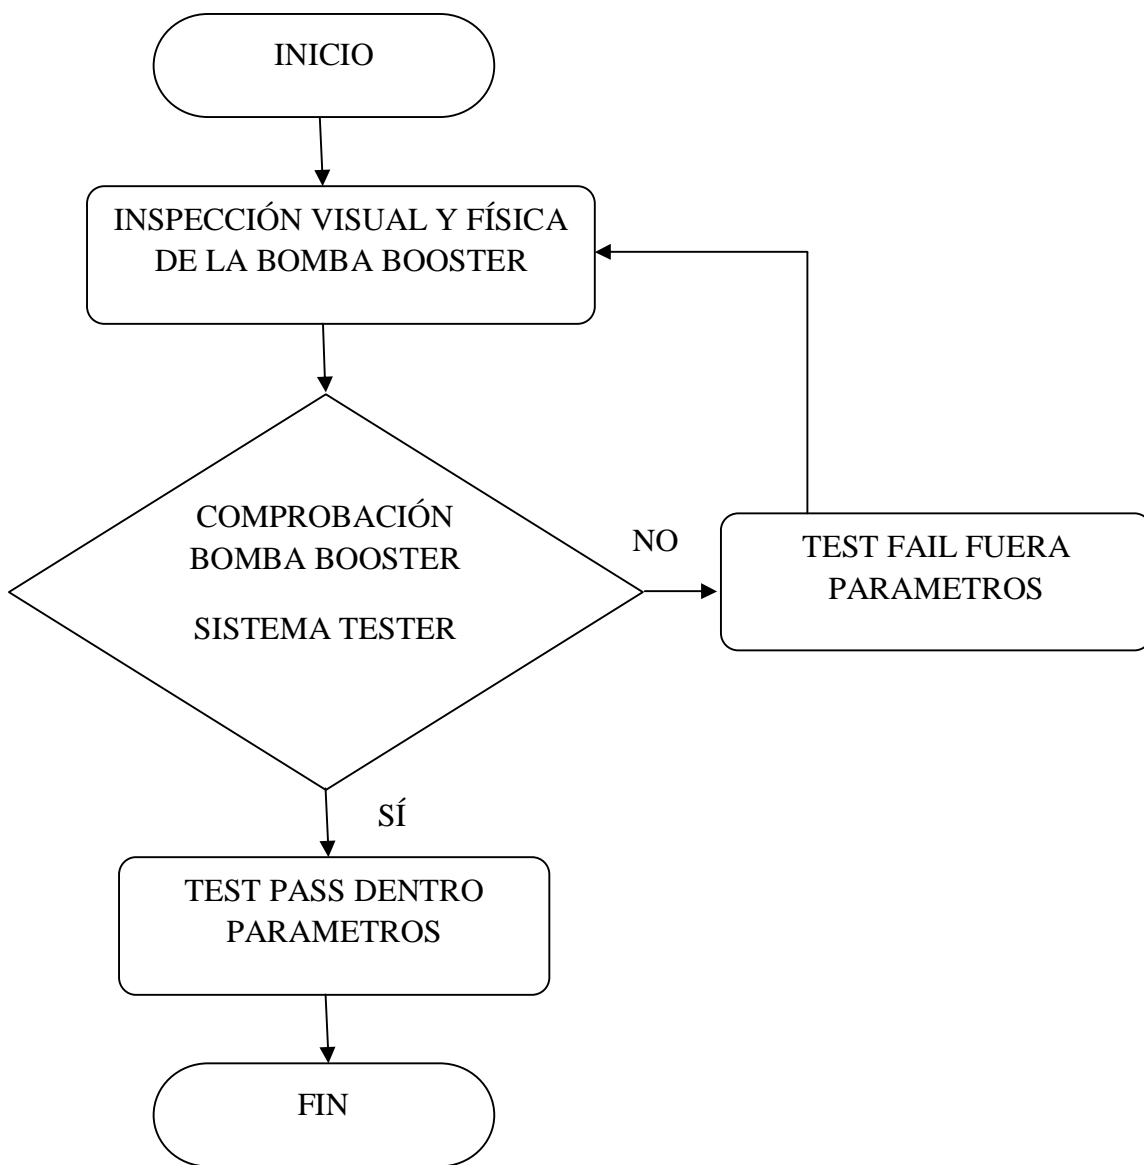 INICIO
INSPECCIÓN VISUAL Y FÍSICA
DE LA BOMBA BOOSTER
COMPROBACIÓN
BOMBA BOOSTER
SISTEMA TESTER
NO
TEST FAIL FUERA
PARAMETROS
SÍ
TEST PASS DENTRO
PARAMETROS
FIN